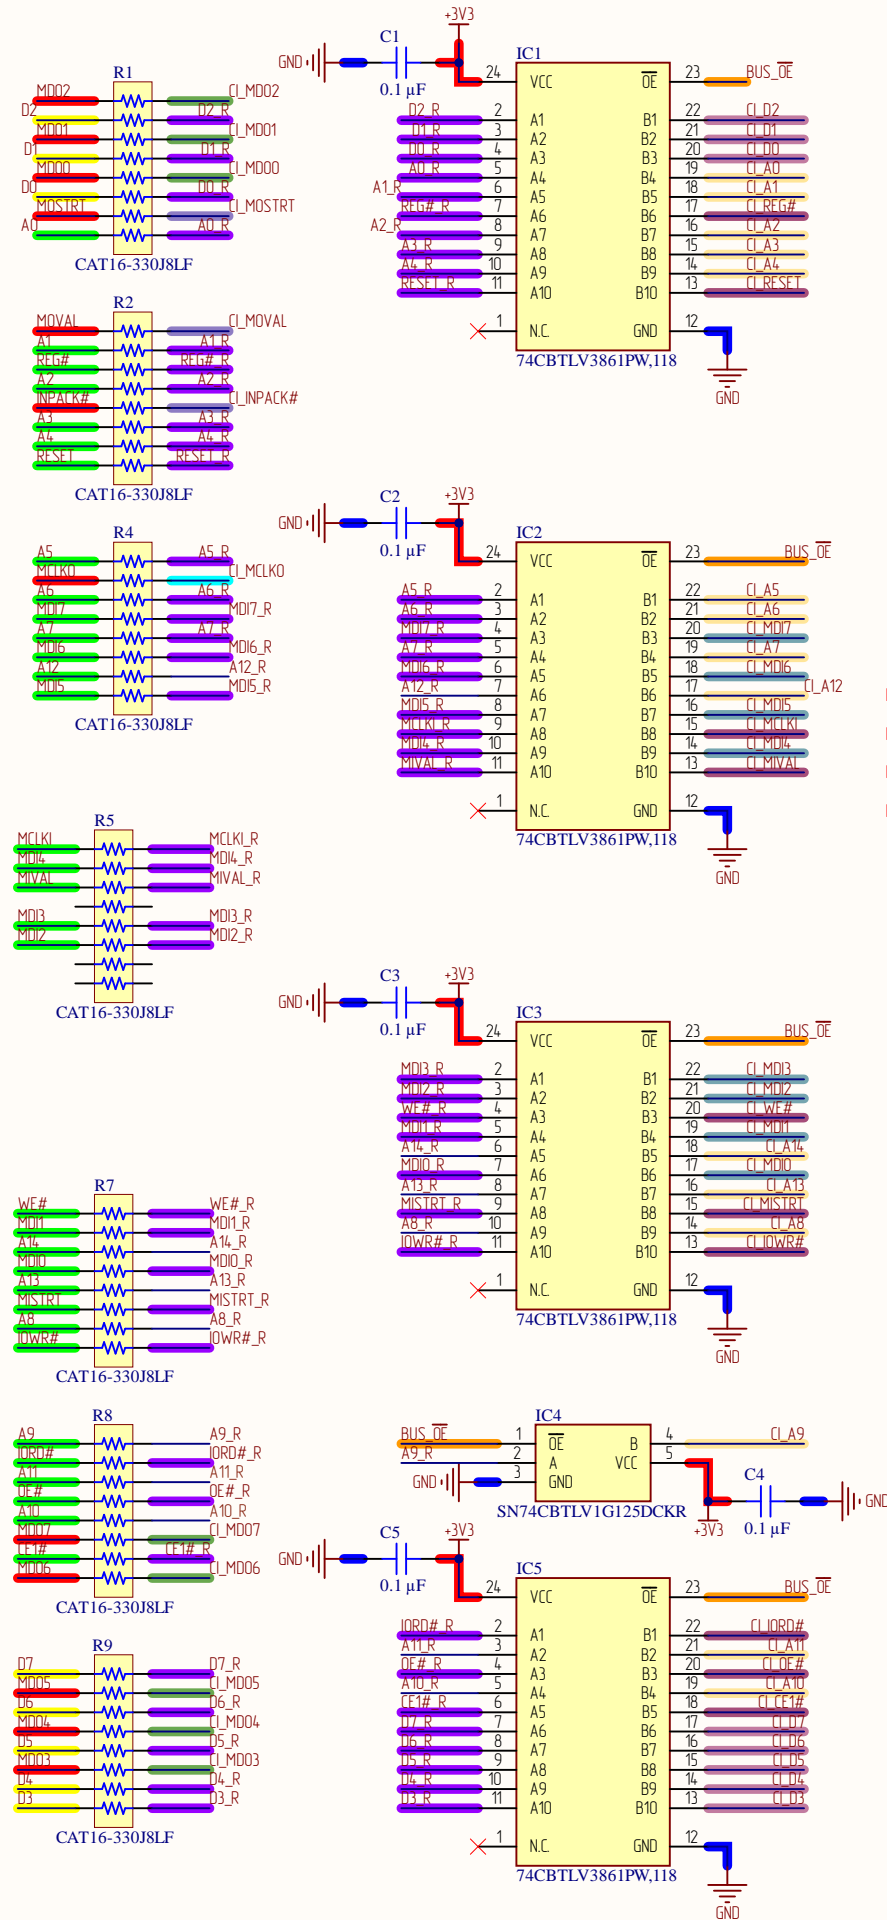 R1
MDO2 CI_MDO2
D2 D2_R
MDO1 CI_MDO1
D1 D1_R
MDO0 CI_MDO0
D0 D0_R
MOSTRT CI_MOSTRT
A0 A0_R
CAT16-330J8LF
R2
MOVAL CI_MOVAL
A1 A1_R
REG# REG#_R
A2 A2_R
INPACK# CI_INPACK#
A3 A3_R
A4 A4_R
RESET RESET_R
CAT16-330J8LF
R4
A5 A5_R
MCLKO CI_MCLKO
A6 A6_R
MDI7 MDI7_R
A7 A7_R
MDI6 MDI6_R
A12 A12_R
MDI5 MDI5_R
CAT16-330J8LF
R5
MCLKI MCLKI_R
MDI4 MDI4_R
MIVAL MIVAL_R
MDI3 MDI3_R
MDI2 MDI2_R
CAT16-330J8LF
R7
WE# WE#_R
MDI1 MDI1_R
A14 A14_R
MDI0 MDI0_R
A13 A13_R
MISTRT MISTRT_R
A8 A8_R
IOWR# IOWR#_R
CAT16-330J8LF
R8
A9 A9_R
IORD# IORD#_R
A11 A11_R
OE# OE#_R
A10 A10_R
MDO7 CI_MDO7
CE1# CE1#_R
MDO6 CI_MDO6
CAT16-330J8LF
R9
D7 D7_R
MDO5 CI_MDO5
D6 D6_R
MDO4 CI_MDO4
D5 D5_R
MDO3 CI_MDO3
D4 D4_R
D3 D3_R
CAT16-330J8LF
+3V3
C1
GND
0.1 µF
IC1
24 VCC OE 23 BUS_OE
D2_R 2 A1 B1 22 CI_D2
D1_R 3 A2 B2 21 CI_D1
D0_R 4 A3 B3 20 CI_D0
A0_R 5 A4 B4 19 CI_A0
A1_R 6 A5 B5 18 CI_A1
REG#_R 7 A6 B6 17 CI_REG#
A2_R 8 A7 B7 16 CI_A2
A3_R 9 A8 B8 15 CI_A3
A4_R 10 A9 B9 14 CI_A4
RESET_R 11 A10 B10 13 CI_RESET
1 N.C. GND 12
74CBTLV3861PW,118
GND
+3V3
C2
GND
0.1 µF
IC2
24 VCC OE 23 BUS_OE
A5_R 2 A1 B1 22 CI_A5
A6_R 3 A2 B2 21 CI_A6
MDI7_R 4 A3 B3 20 CI_MDI7
A7_R 5 A4 B4 19 CI_A7
MDI6_R 6 A5 B5 18 CI_MDI6
A12_R 7 A6 B6 17 CI_A12
MDI5_R 8 A7 B7 16 CI_MDI5
MCLKI_R 9 A8 B8 15 CI_MCLKI
MDI4_R 10 A9 B9 14 CI_MDI4
MIVAL_R 11 A10 B10 13 CI_MIVAL
1 N.C. GND 12
74CBTLV3861PW,118
GND
+3V3
C3
GND
0.1 µF
IC3
24 VCC OE 23 BUS_OE
MDI3_R 2 A1 B1 22 CI_MDI3
MDI2_R 3 A2 B2 21 CI_MDI2
WE#_R 4 A3 B3 20 CI_WE#
MDI1_R 5 A4 B4 19 CI_MDI1
A14_R 6 A5 B5 18 CI_A14
MDI0_R 7 A6 B6 17 CI_MDI0
A13_R 8 A7 B7 16 CI_A13
MISTRT_R 9 A8 B8 15 CI_MISTRT
A8_R 10 A9 B9 14 CI_A8
IOWR#_R 11 A10 B10 13 CI_IOWR#
1 N.C. GND 12
74CBTLV3861PW,118
GND
IC4
BUS_OE 1 OE B 4 CI_A9
A9_R 2 A VCC 5
GND 3 GND
SN74CBTLV1G125DCKR
C4
GND
+3V3
0.1 µF
+3V3
C5
GND
0.1 µF
IC5
24 VCC OE 23 BUS_OE
IORD#_R 2 A1 B1 22 CI_IORD#
A11_R 3 A2 B2 21 CI_A11
OE#_R 4 A3 B3 20 CI_OE#
A10_R 5 A4 B4 19 CI_A10
CE1#_R 6 A5 B5 18 CI_CE1#
D7_R 7 A6 B6 17 CI_D7
D6_R 8 A7 B7 16 CI_D6
D5_R 9 A8 B8 15 CI_D5
D4_R 10 A9 B9 14 CI_D4
D3_R 11 A10 B10 13 CI_D3
1 N.C. GND 12
74CBTLV3861PW,118
GND